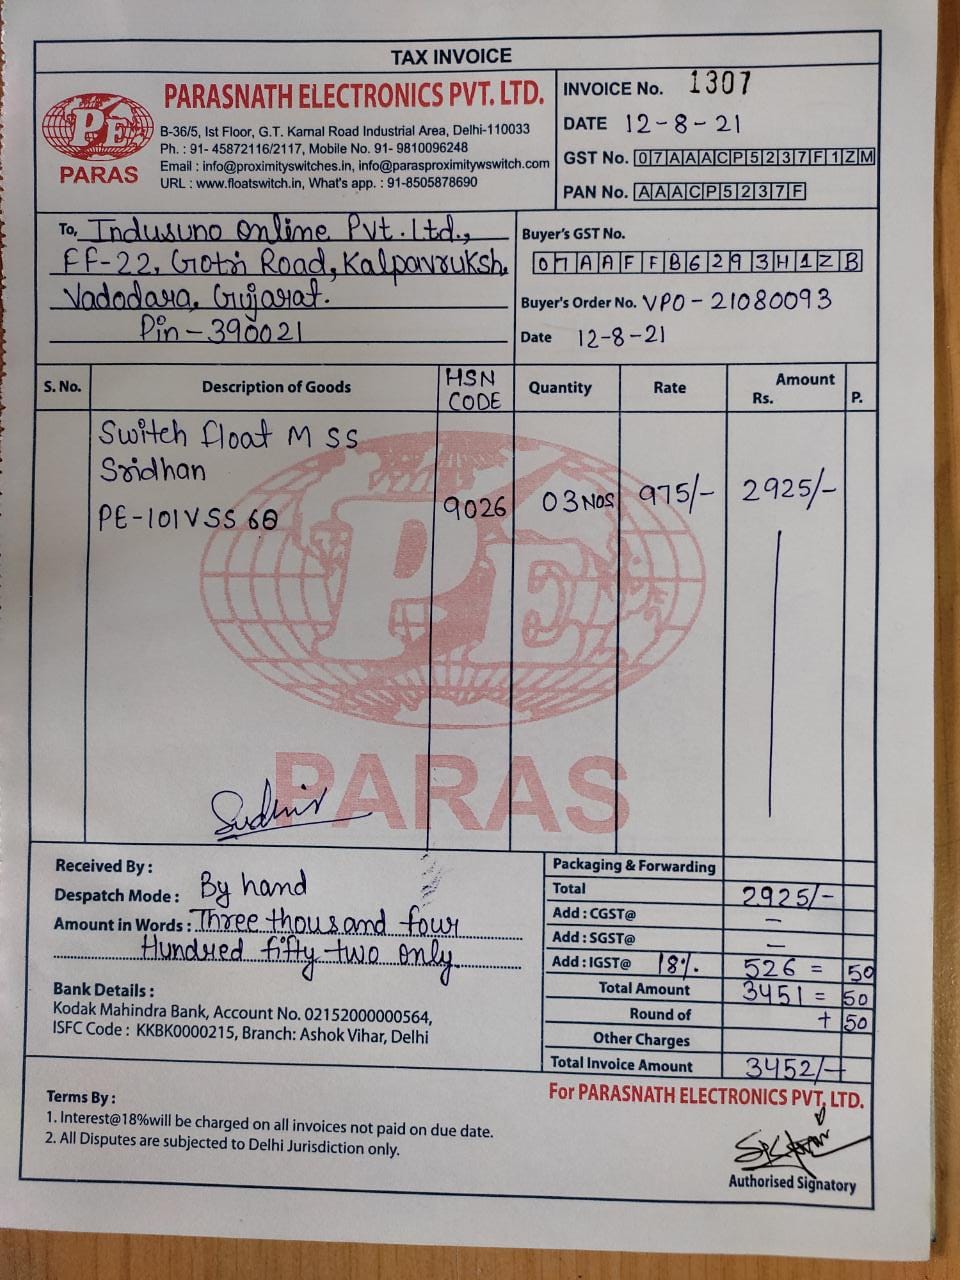 TAX INVOICE
PE
PARAS
PARASNATH ELECTRONICS PVT. LTD.
B-36/5, Ist Floor, G.T. Karnal Road Industrial Area, Delhi-110033
Ph. : 91- 45872116/2117, Mobile No. 91- 9810096248
Email : info@proximityswitches.in, info@parasproximitywswitch.com
URL : www.floatswitch.in, What's app. : 91-8505878690
INVOICE No. 1307
DATE 12-8-21
GST No. 07AAACP5237F1ZM
PAN No. AAACP5237F
To, Indusuno Online Pvt. Ltd.,
FF-22, Gotri Road, Kalpavruksh,
Vadodara, Gujarat.
Pin-390021
Buyer's GST No.
07AAFFB6293H1ZB
Buyer's Order No. VPO-21080093
Date 12-8-21
S. No. Description of Goods HSN CODE Quantity Rate Amount Rs. P.
Switch float M SS
Sridhan
PE-101VSS 60 9026 03 Nos 975/- 2925/-
PE
PARAS
Sudhir
Received By :
Despatch Mode : By hand
Amount in Words : Three thousand four
Hundred fifty two only
Bank Details :
Kodak Mahindra Bank, Account No. 02152000000564,
ISFC Code : KKBK0000215, Branch: Ashok Vihar, Delhi
Packaging & Forwarding
Total 2925/-
Add : CGST@ –
Add : SGST@ –
Add : IGST@ 18% 526 = 50
Total Amount 3451 = 50
Round of + 50
Other Charges
Total Invoice Amount 3452/-
Terms By :
1. Interest@18%will be charged on all invoices not paid on due date.
2. All Disputes are subjected to Delhi Jurisdiction only.
For PARASNATH ELECTRONICS PVT. LTD.
Authorised Signatory